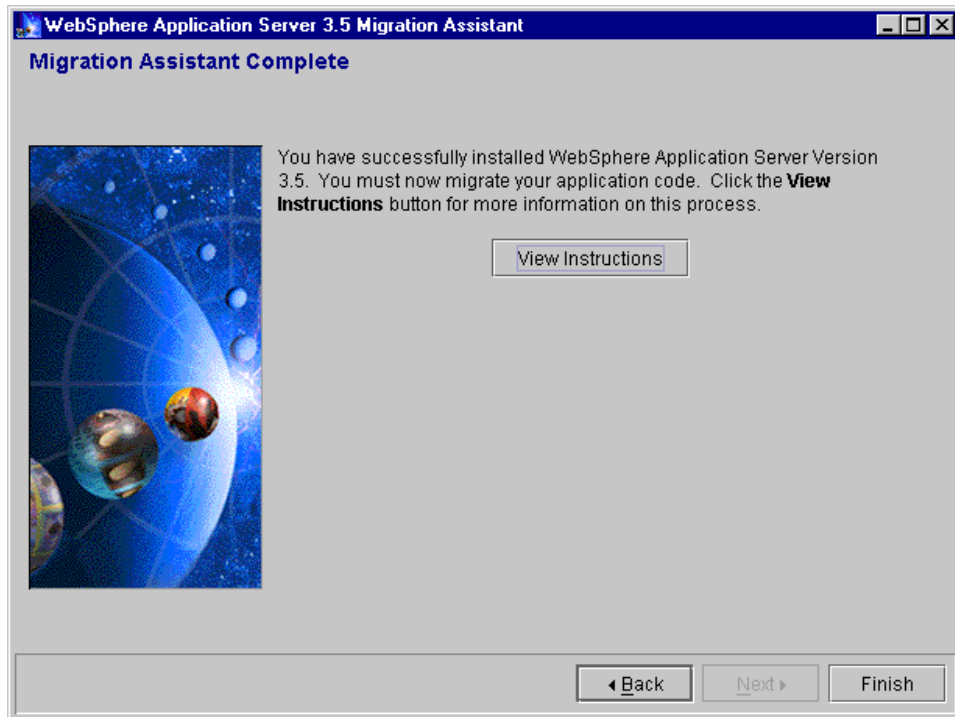 WebSphere Application Server 3.5 Migration Assistant
Migration Assistant Complete
You have successfully installed WebSphere Application Server Version
3.5. You must now migrate your application code. Click the View
Instructions button for more information on this process.
View Instructions
Back
Next
Finish